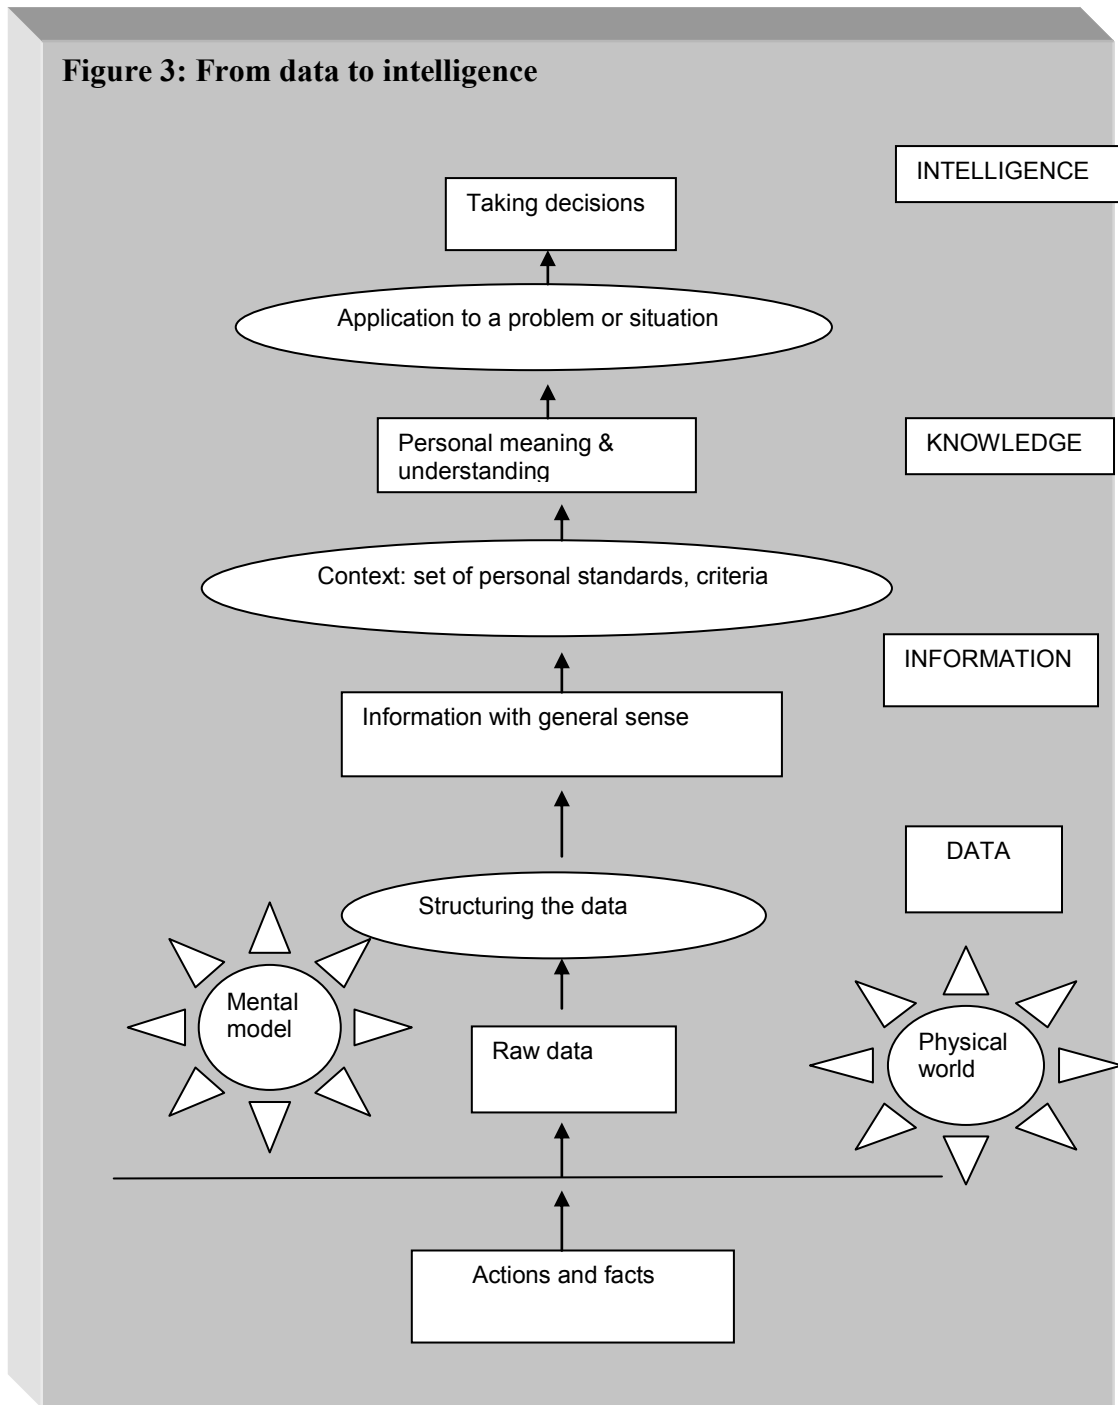 Figure 3: From data to intelligence
INTELLIGENCE
Taking decisions
Application to a problem or situation
KNOWLEDGE
Personal meaning &
understanding
Context: set of personal standards, criteria
INFORMATION
Information with general sense
DATA
Structuring the data
Mental
model
Raw data
Physical
world
Actions and facts